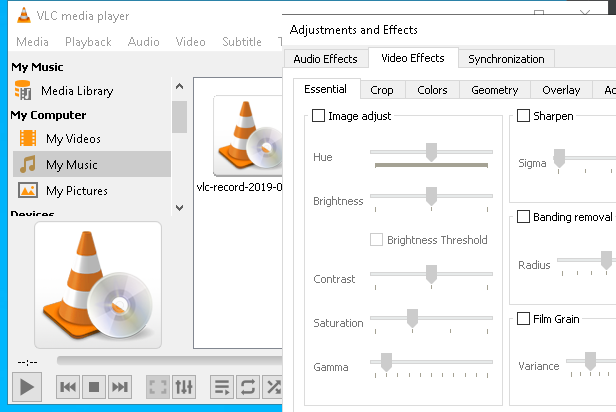 VLC media player
Media Playback Audio Video Subtitle
My Music
Media Library
My Computer
My Videos
My Music
My Pictures
Devices
vlc-record-2019-0
--:--
Adjustments and Effects
Audio Effects Video Effects Synchronization
Essential Crop Colors Geometry Overlay
Image adjust
Hue
Brightness
Brightness Threshold
Contrast
Saturation
Gamma
Sharpen
Sigma
Banding removal
Radius
Film Grain
Variance